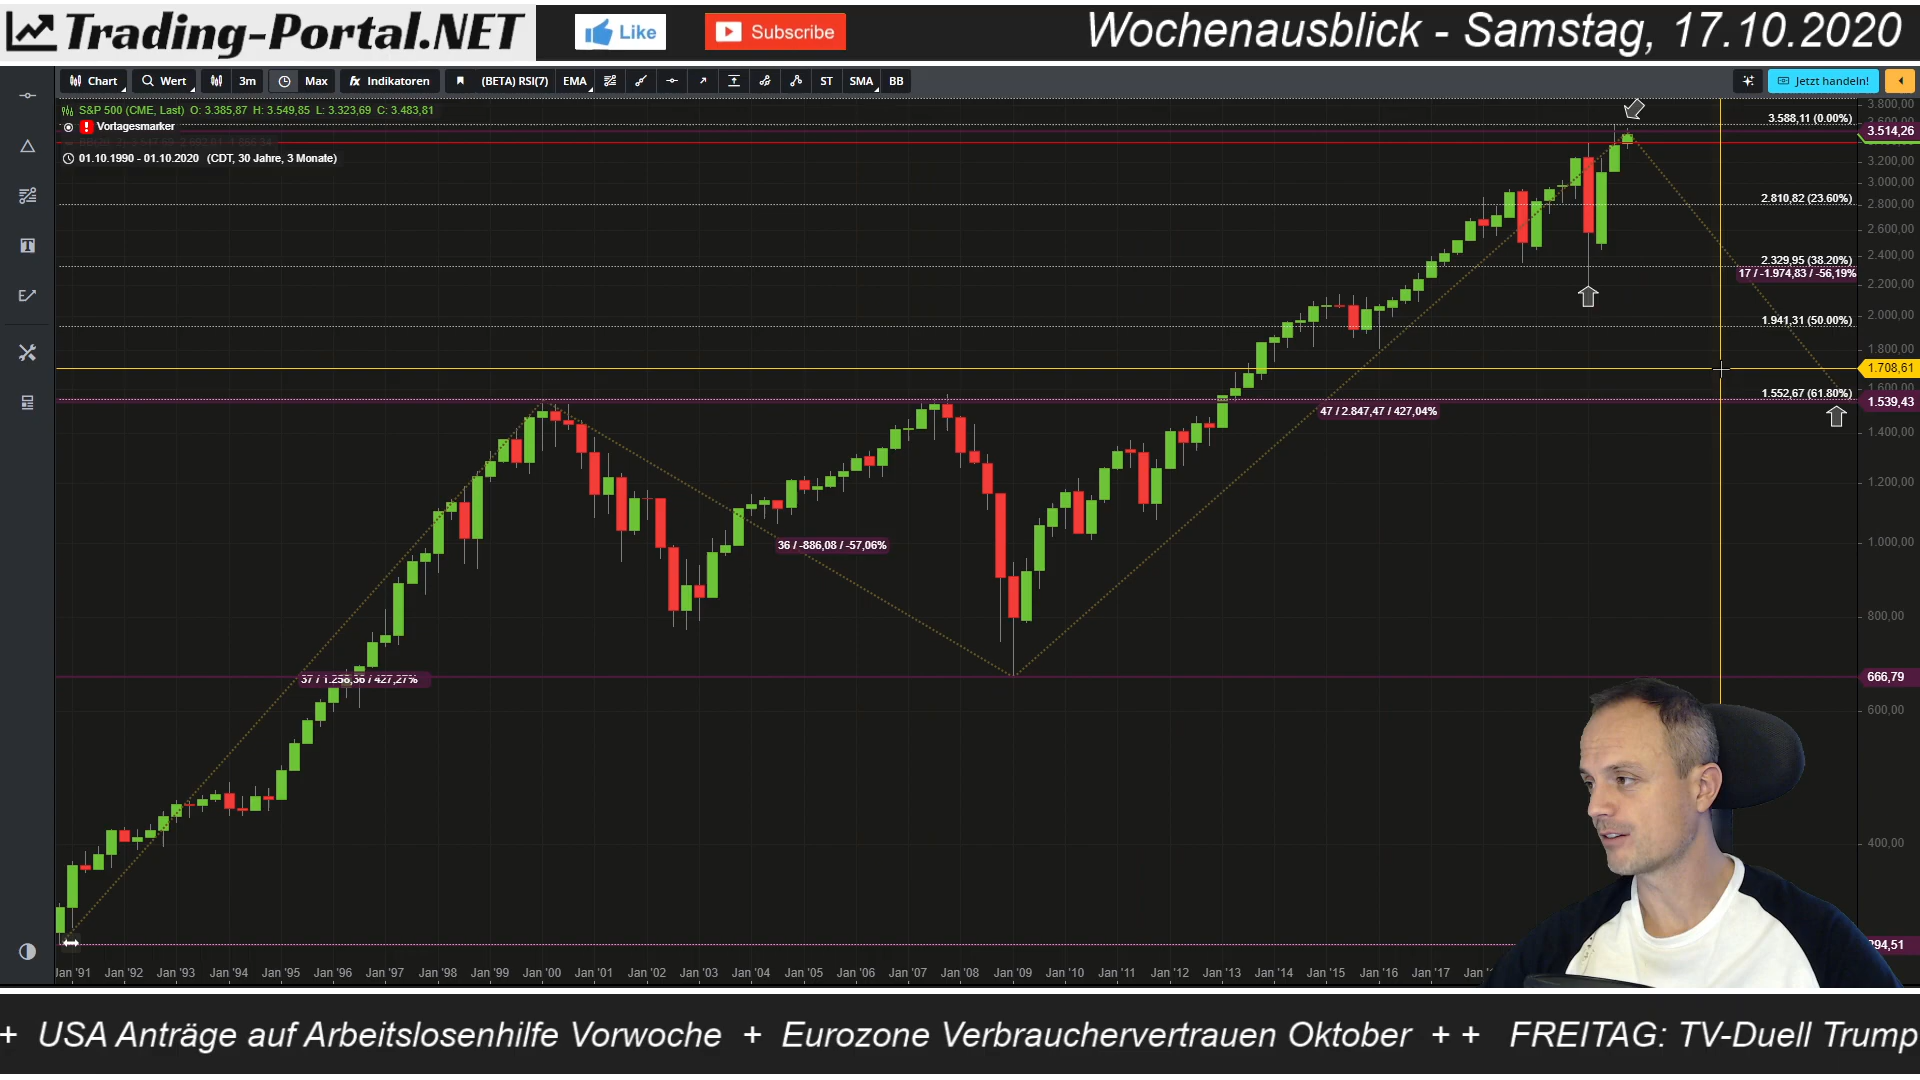 Trading-Portal.NET
Like
Subscribe
Wochenausblick - Samstag, 17.10.2020
Chart
Wert
3m
Max
fx Indikatoren
(BETA) RSI(7)
EMA
ST
SMA
BB
Jetzt handeln!
S&P 500 (CME, Last) O: 3.385,87 H: 3.549,85 L: 3.323,69 C: 3.483,81
Vortagesmarker
01.10.1990 - 01.10.2020 (CDT, 30 Jahre, 3 Monate)
3.800,00
3.588,11 (0.00%)
3.514,26
3.200,00
3.000,00
2.810,82 (23.60%)
2.800,00
2.600,00
2.400,00
2.329,95 (38.20%)
17 / -1.974,83 / -56,19%
2.200,00
2.000,00
1.941,31 (50.00%)
1.800,00
1.708,61
1.600,00
1.552,67 (61.80%)
1.539,43
47 / 2.847,47 / 427,04%
1.400,00
1.200,00
36 / -886,08 / -57,06%
1.000,00
800,00
37 / 1.258,36 / 427,27%
666,79
600,00
400,00
294,51
Jan '91 Jan '92 Jan '93 Jan '94 Jan '95 Jan '96 Jan '97 Jan '98 Jan '99 Jan '00 Jan '01 Jan '02 Jan '03 Jan '04 Jan '05 Jan '06 Jan '07 Jan '08 Jan '09 Jan '10 Jan '11 Jan '12 Jan '13 Jan '14 Jan '15 Jan '16 Jan '17
+ USA Anträge auf Arbeitslosenhilfe Vorwoche + Eurozone Verbrauchervertrauen Oktober + + FREITAG: TV-Duell Trump